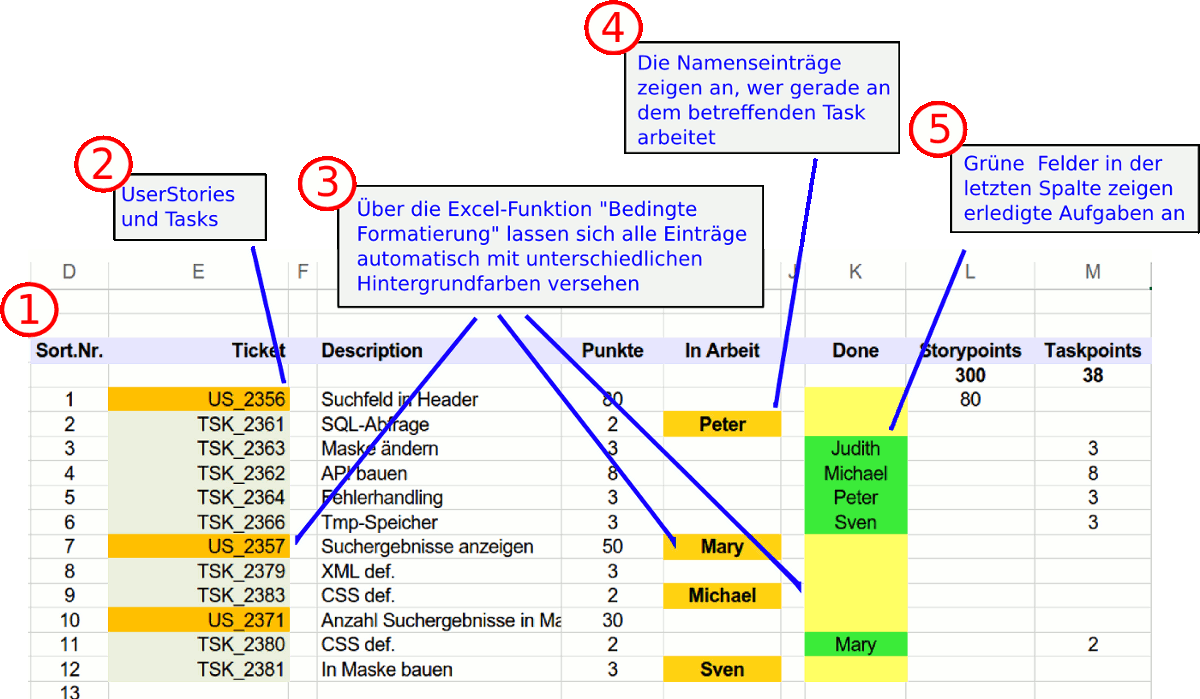 4
Die Namenseinträge
zeigen an, wer gerade an
dem betreffenden Task
arbeitet
5
Grüne Felder in der
letzten Spalte zeigen
erledigte Aufgaben an
2
UserStories
und Tasks
3
Über die Excel-Funktion "Bedingte
Formatierung" lassen sich alle Einträge
automatisch mit unterschiedlichen
Hintergrundfarben versehen
D E F J K L M
1
Sort.Nr. Ticket Description Punkte In Arbeit Done Storypoints Taskpoints
300 38
1 US_2356 Suchfeld in Header 80 80
2 TSK_2361 SQL-Abfrage 2 Peter
3 TSK_2363 Maske ändern 3 Judith 3
4 TSK_2362 API bauen 8 Michael 8
5 TSK_2364 Fehlerhandling 3 Peter 3
6 TSK_2366 Tmp-Speicher 3 Sven 3
7 US_2357 Suchergebnisse anzeigen 50 Mary
8 TSK_2379 XML def. 3
9 TSK_2383 CSS def. 2 Michael
10 US_2371 Anzahl Suchergebnisse in Ma 30
11 TSK_2380 CSS def. 2 Mary 2
12 TSK_2381 In Maske bauen 3 Sven
13